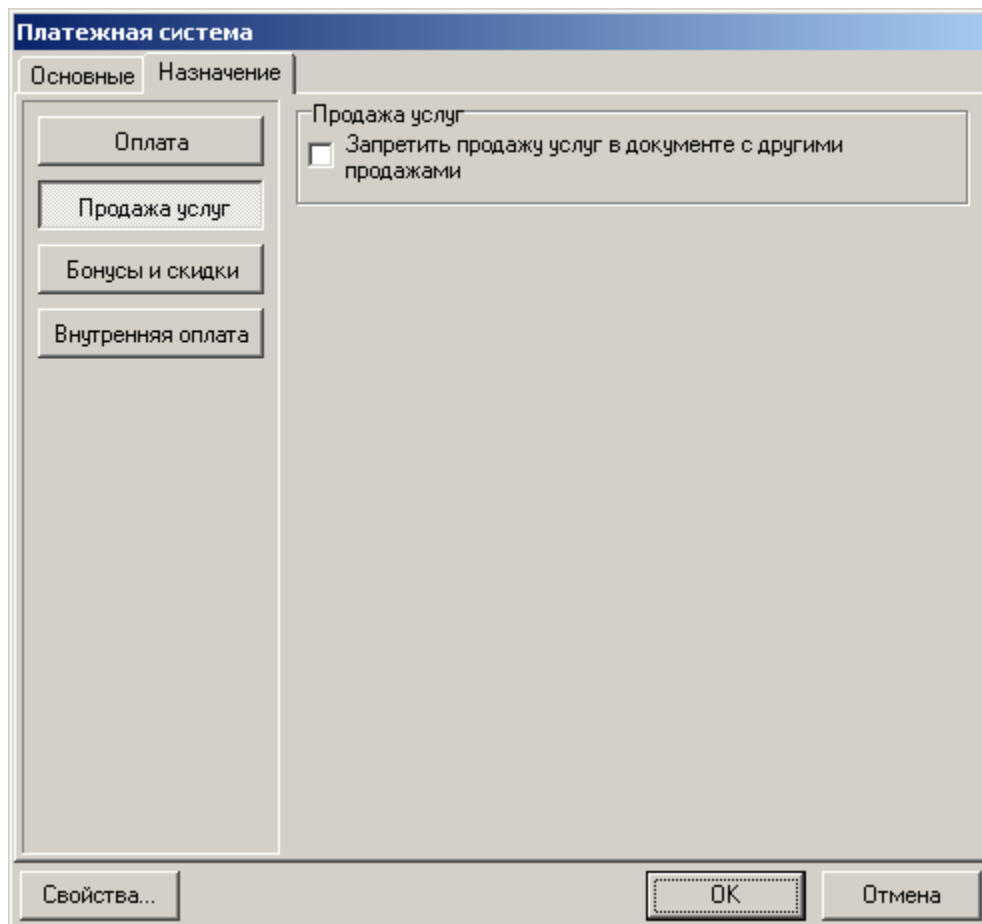 Платежная система
Основные
Назначение
Оплата
Продажа услуг
Бонусы и скидки
Внутренняя оплата
Продажа услуг
Запретить продажу услуг в документе с другими
продажами
Свойства...
OK
Отмена